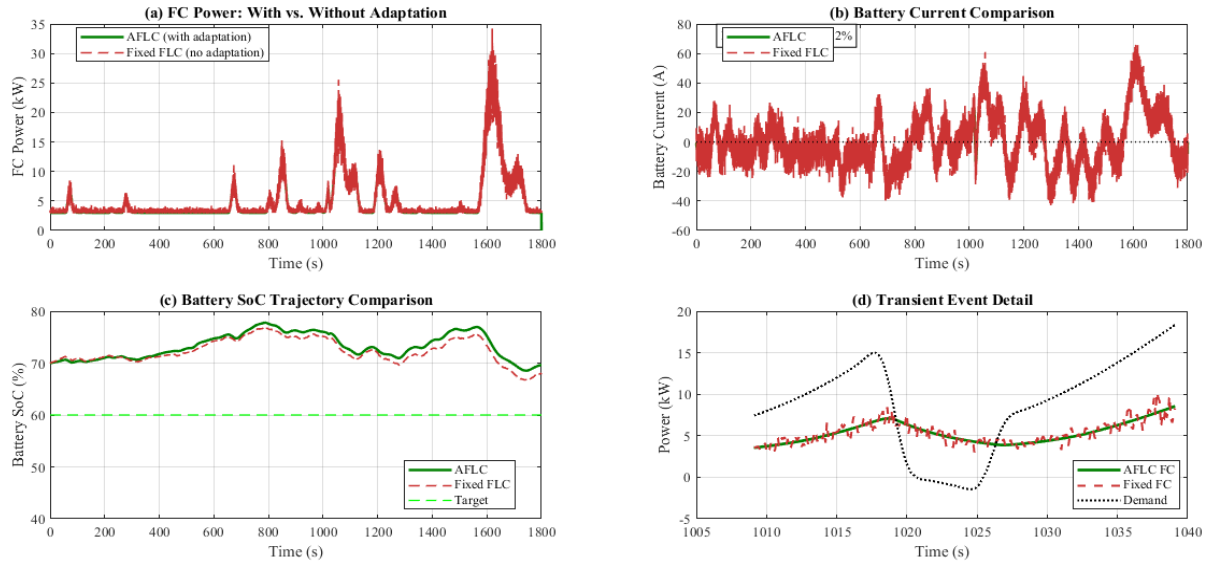 (a) FC Power: With vs. Without Adaptation
35
30
25
20
15
10
5
0
FC Power (kW)
AFLC (with adaptation)
Fixed FLC (no adaptation)
0 200 400 600 800 1000 1200 1400 1600 1800
Time (s)
(b) Battery Current Comparison
80
60
40
20
0
-20
-40
-60
Battery Current (A)
2%
AFLC
Fixed FLC
0 200 400 600 800 1000 1200 1400 1600 1800
Time (s)
(c) Battery SoC Trajectory Comparison
80
70
60
50
40
Battery SoC (%)
AFLC
Fixed FLC
Target
0 200 400 600 800 1000 1200 1400 1600 1800
Time (s)
(d) Transient Event Detail
20
15
10
5
0
-5
Power (kW)
AFLC FC
Fixed FC
Demand
1005 1010 1015 1020 1025 1030 1035 1040
Time (s)